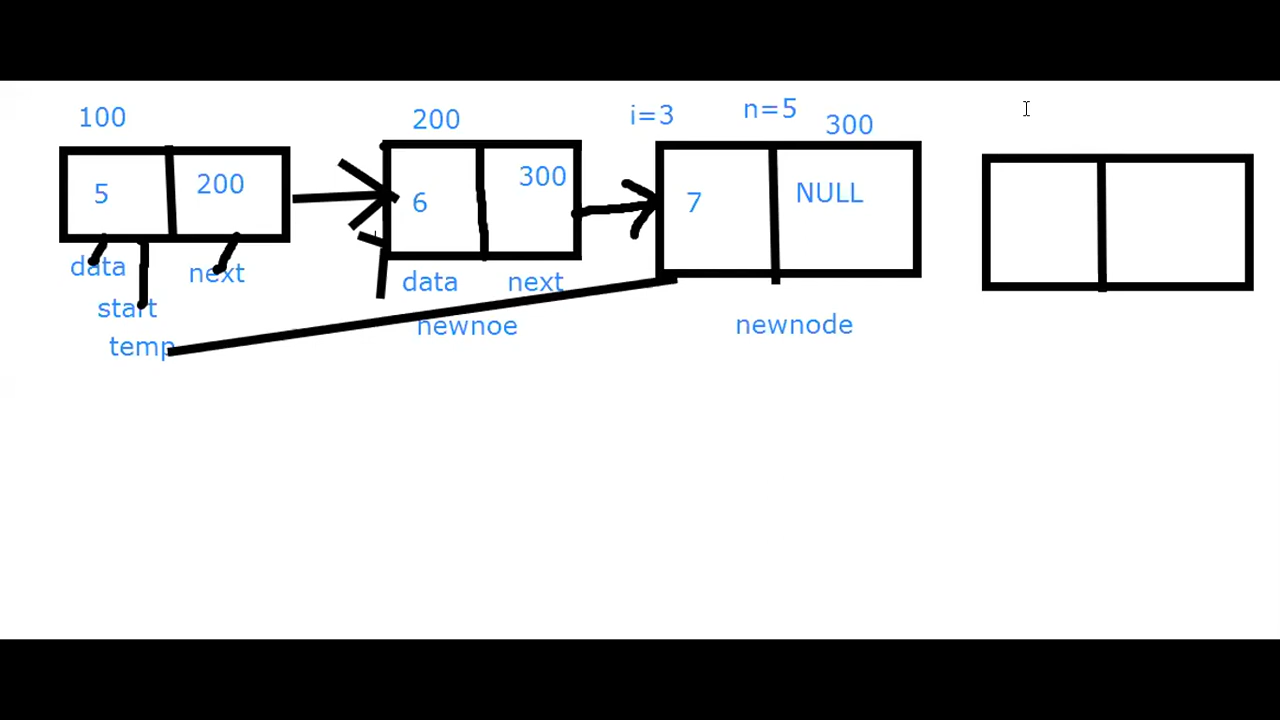 100 200 i=3 n=5 300
5 200 6 300 7 NULL
data next data next
start
temp newnoe newnode